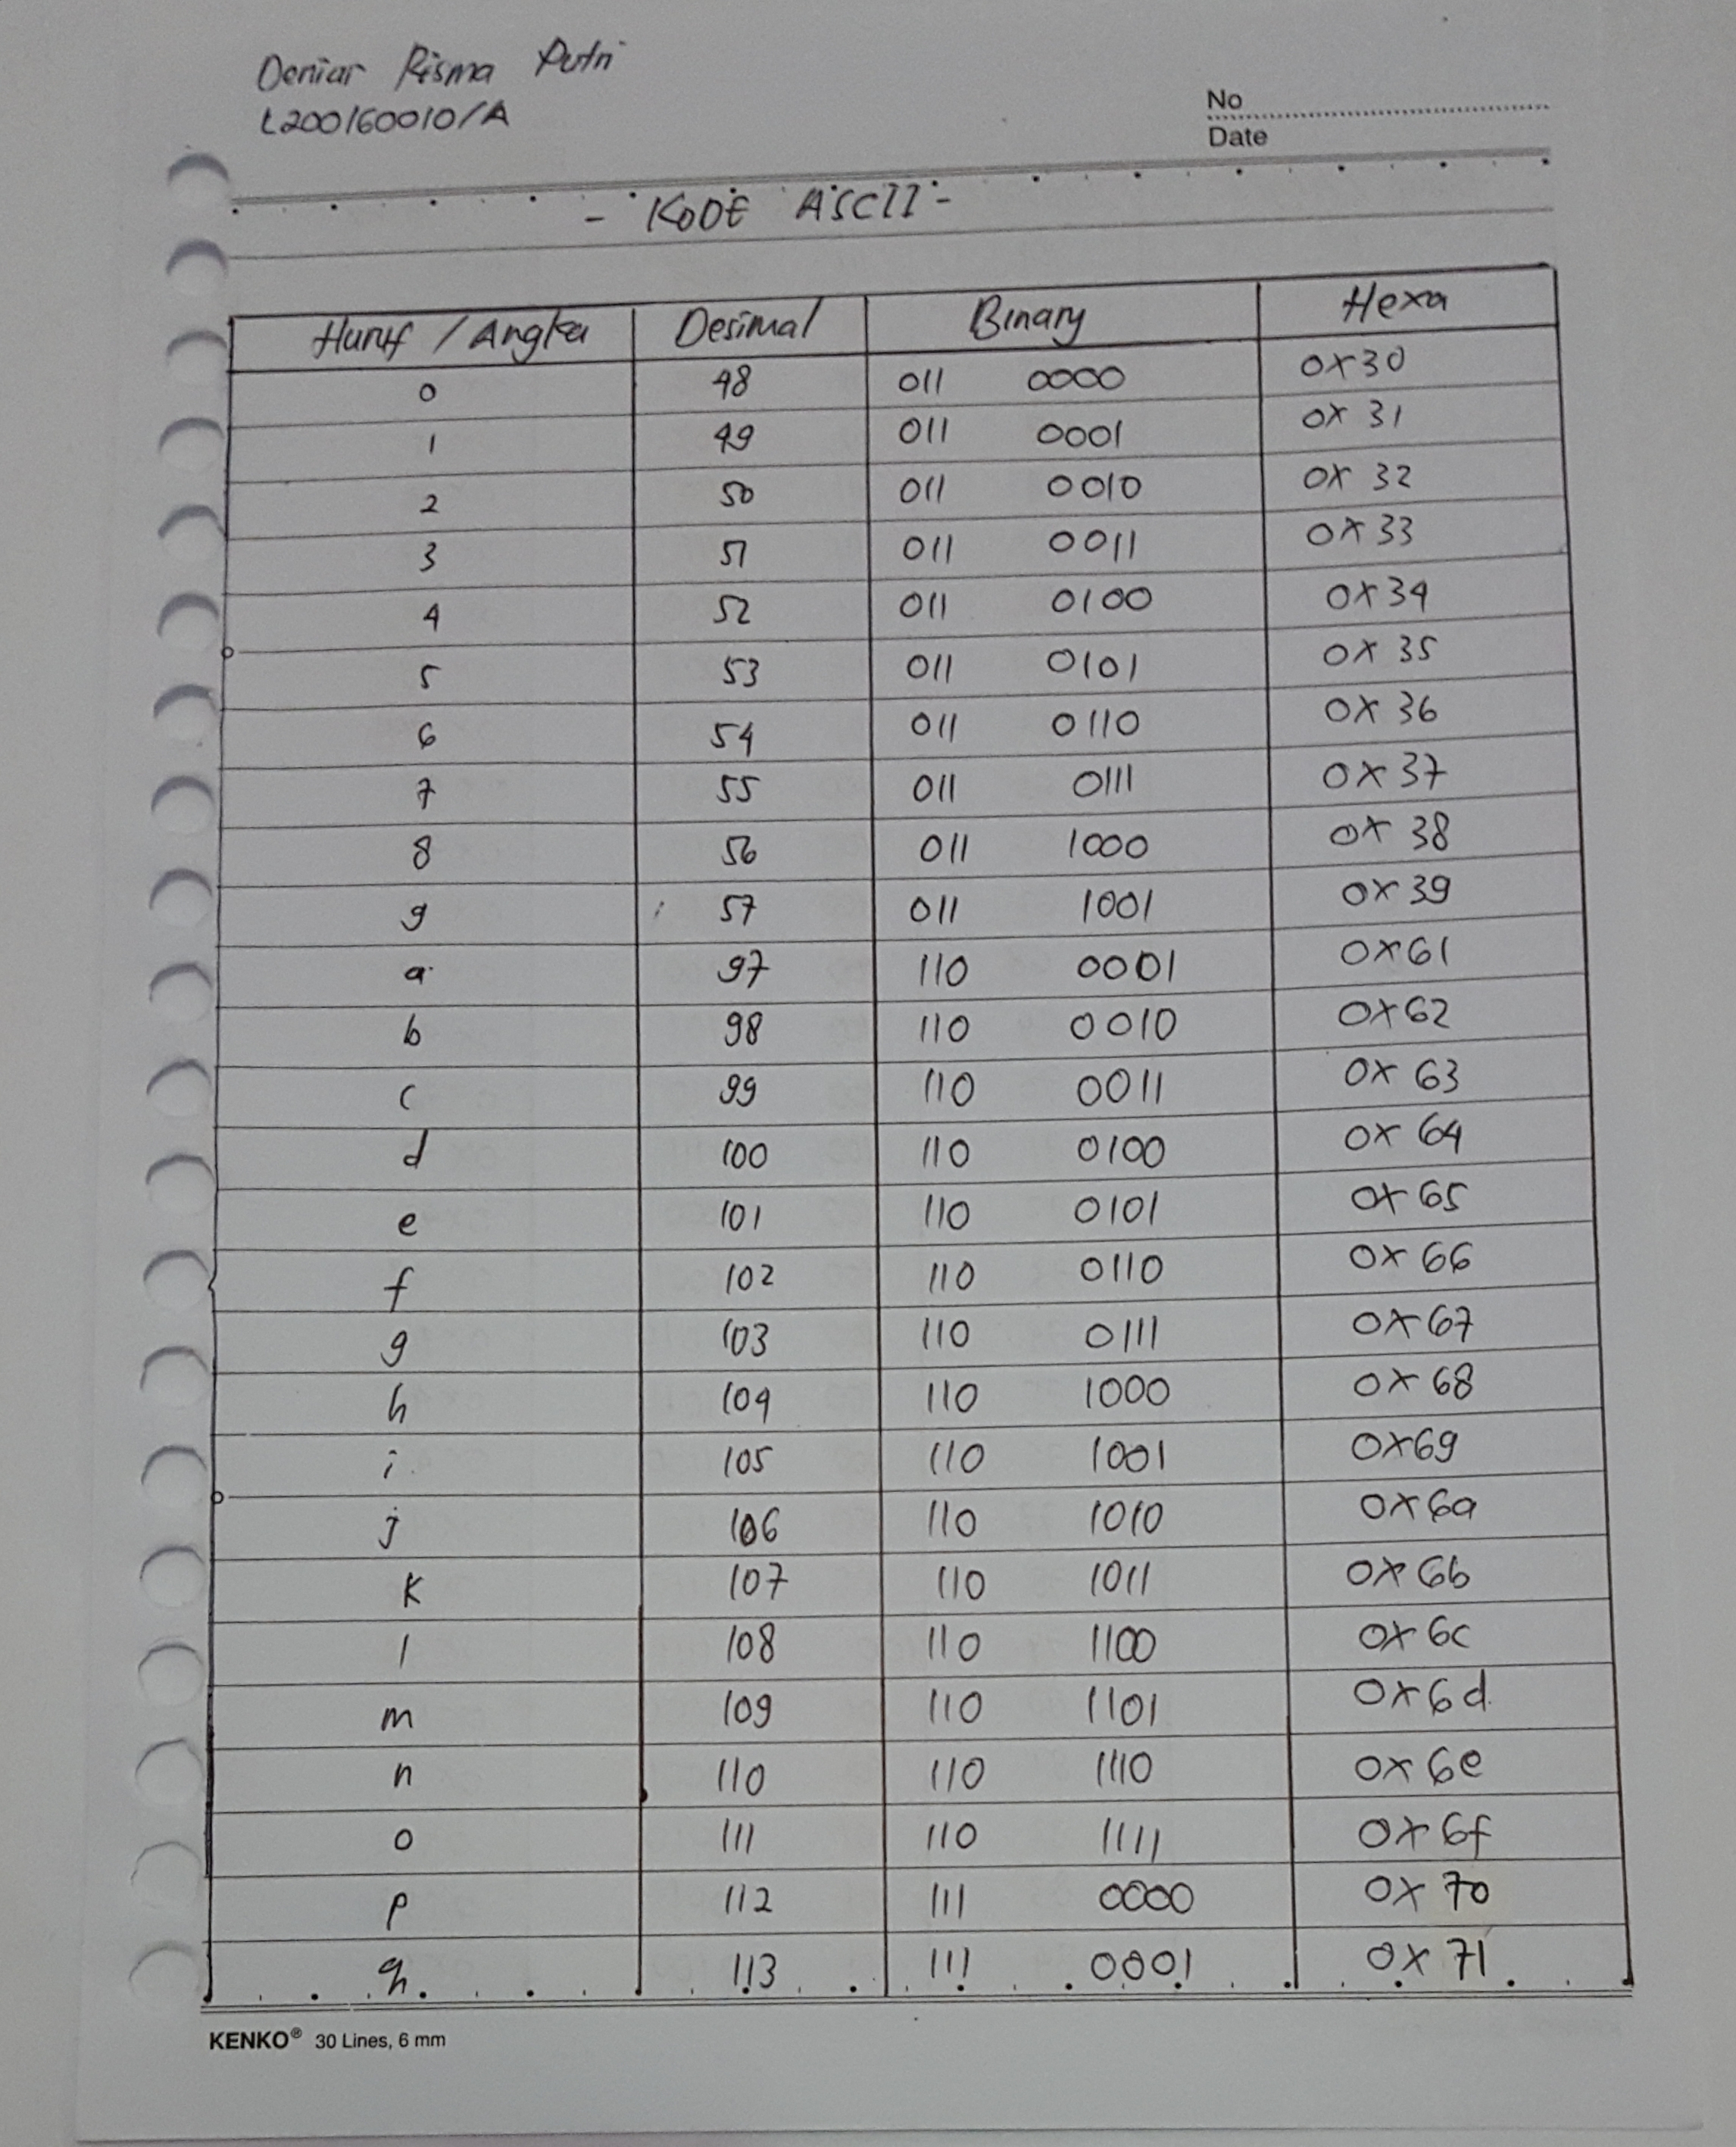 Deniar Risma Putri
L200160010/A
No
Date
- KODE ASCII -
Huruf / Angka Desimal Binary Hexa
0 48 011 0000 0x30
1 49 011 0001 0x 31
2 50 011 0010 0x 32
3 51 011 0011 0x 33
4 52 011 0100 0x34
5 53 011 0101 0x 35
6 54 011 0110 0x 36
7 55 011 0111 0x 37
8 56 011 1000 0x 38
9 57 011 1001 0x 39
a 97 110 0001 0x61
b 98 110 0010 0x62
c 99 110 0011 0x 63
d 100 110 0100 0x 64
e 101 110 0101 0x 65
f 102 110 0110 0x 66
g 103 110 0111 0x 67
h 104 110 1000 0x 68
i 105 110 1001 0x69
j 106 110 1010 0x 6a
k 107 110 1011 0x 6b
l 108 110 1100 0x 6c
m 109 110 1101 0x 6d
n 110 110 1110 0x 6e
o 111 110 1111 0x 6f
p 112 111 0000 0x 70
q 113 111 0001 0x 71
KENKO® 30 Lines, 6 mm